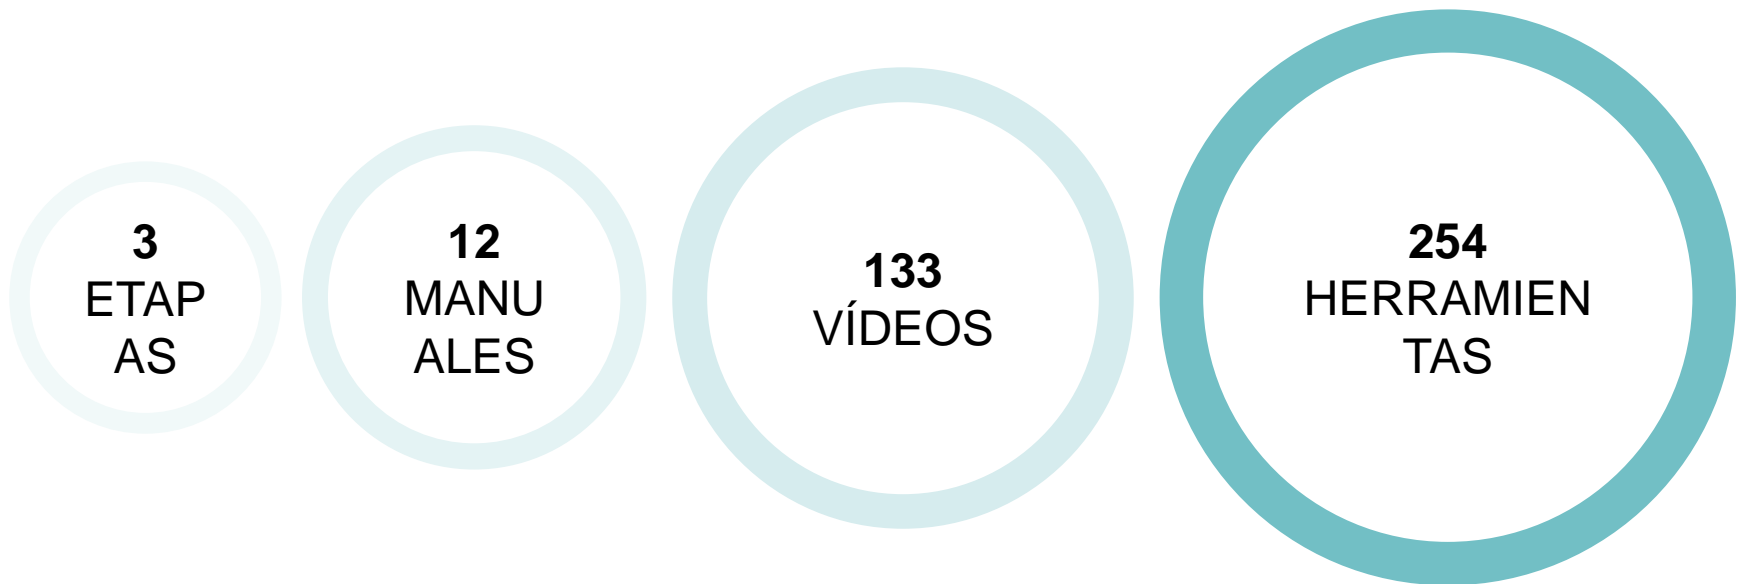 3
ETAP
AS
12
MANU
ALES
133
VÍDEOS
254
HERRAMIEN
TAS